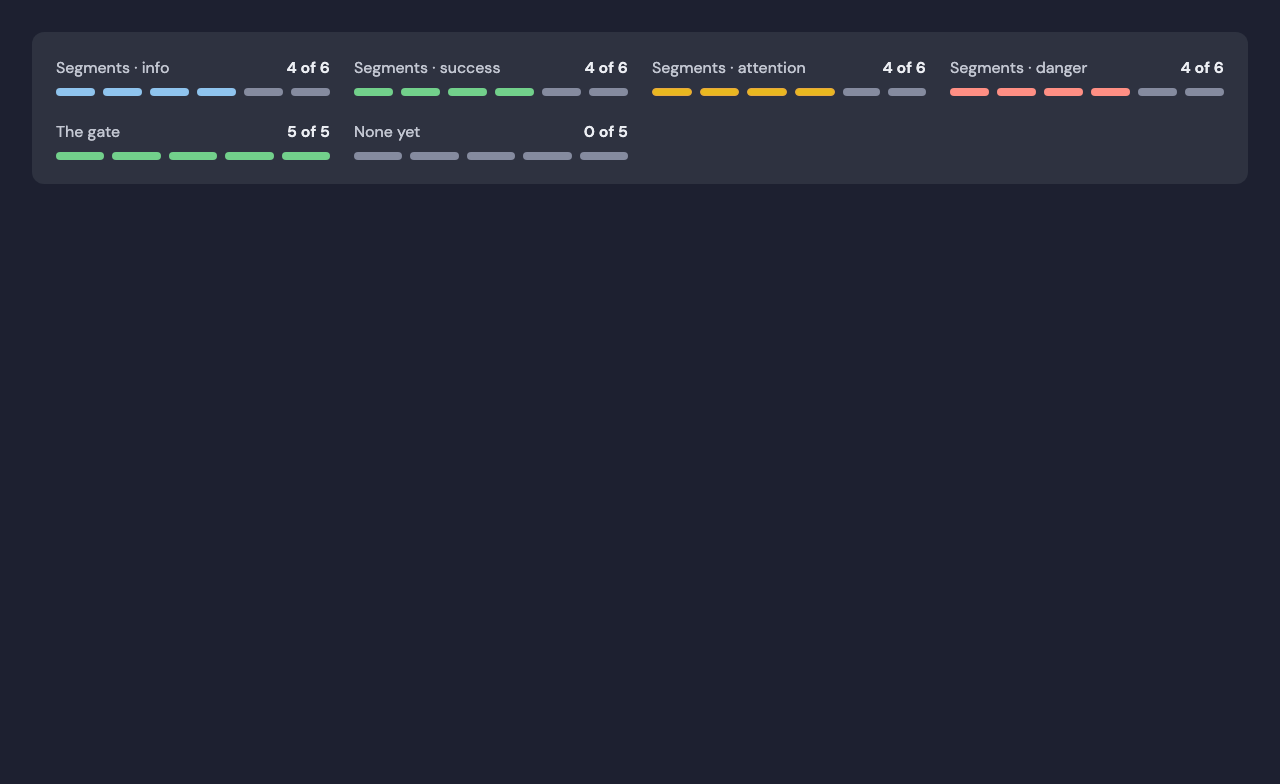 Segments · info 4 of 6
Segments · success 4 of 6
Segments · attention 4 of 6
Segments · danger 4 of 6
The gate 5 of 5
None yet 0 of 5